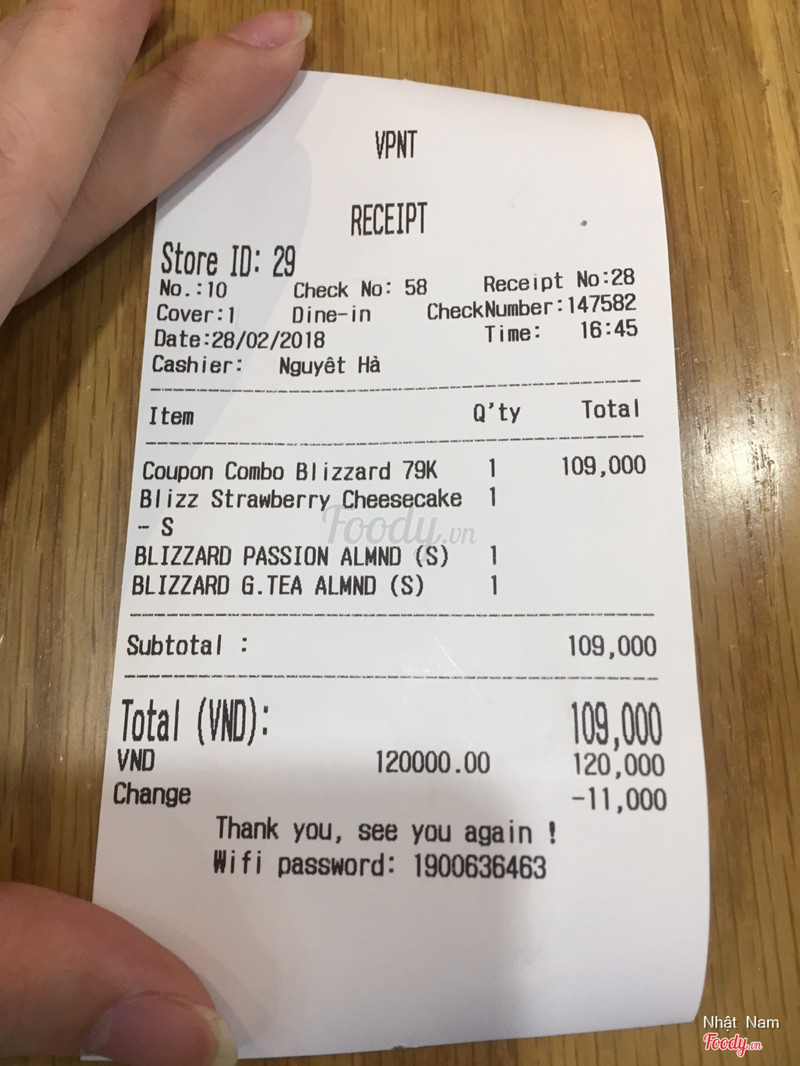 VPNT
RECEIPT
Store ID: 29
No.:10 Check No: 58 Receipt No:28
Cover:1 Dine-in CheckNumber:147582
Date:28/02/2018 Time: 16:45
Cashier: Nguyêt Hà
Item Q'ty Total
Coupon Combo Blizzard 79K 1 109,000
Blizz Strawberry Cheesecake 1
- S
Foody.vn
BLIZZARD PASSION ALMND (S) 1
BLIZZARD G.TEA ALMND (S) 1
Subtotal : 109,000
Total (VND): 109,000
VND 120000.00 120,000
Change -11,000
Thank you, see you again !
Wifi password: 1900636463
Nhật Nam
Foody.vn